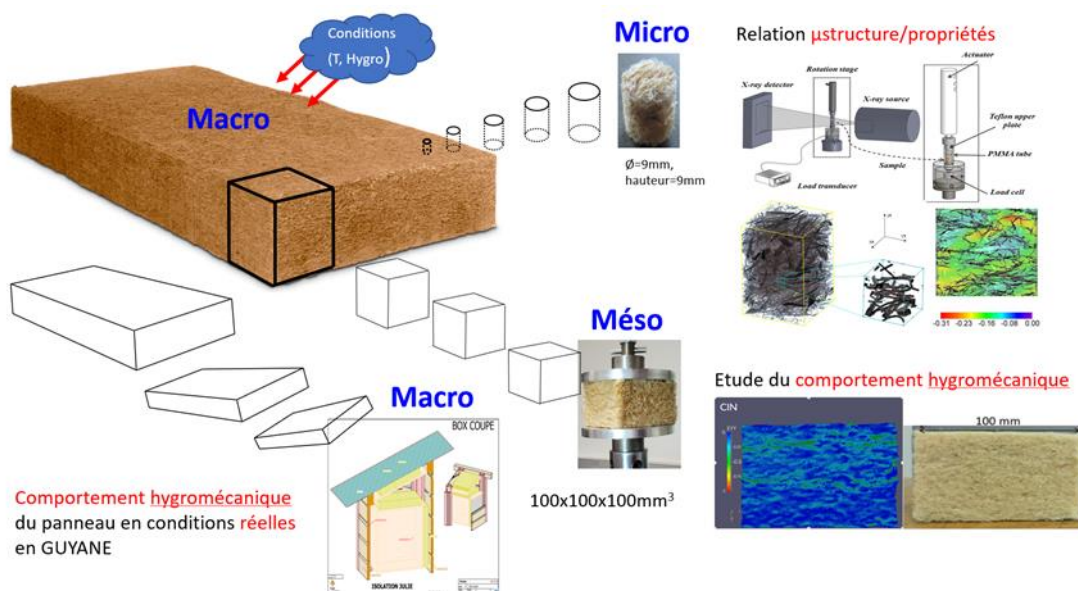 Conditions
(T, Hygro)
Macro
Micro
Ø=9mm,
hauteur=9mm
Relation µstructure/propriétés
Actuator
Rotation stage
X-ray detector
X-ray source
Teflon upper
plate
PMMA tube
Sample
Load transducer
Load cell
-0.31 -0.23 -0.16 -0.08 0.00
Méso
100x100x100mm³
Macro
BOX COUPE
ISOLATION JULIE
Comportement hygromécanique
du panneau en conditions réelles
en GUYANE
Etude du comportement hygromécanique
CIN
100 mm